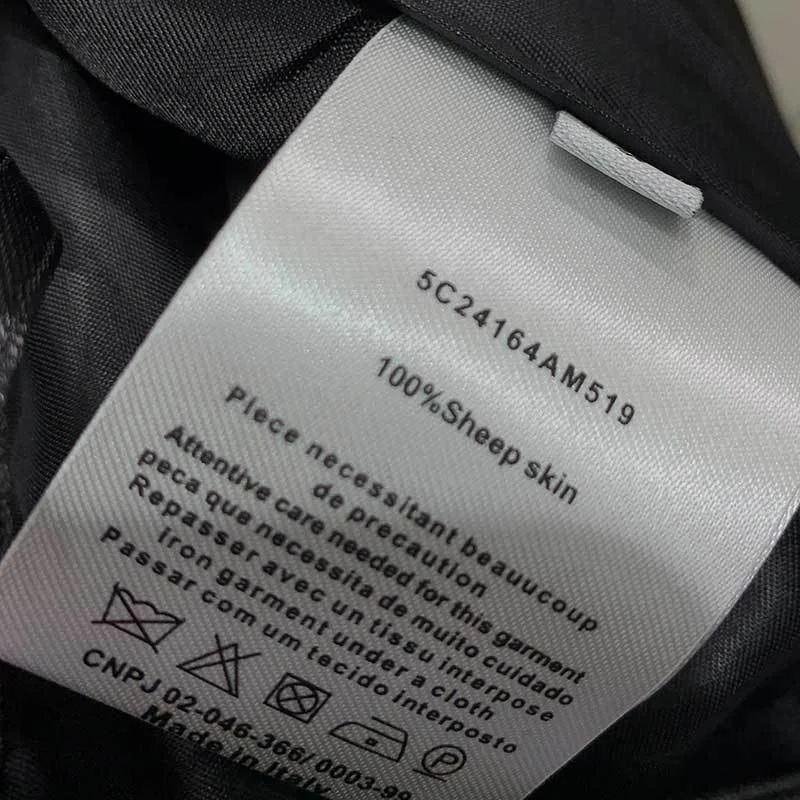 5C24164AM519
100%Sheep skin
Piece necessitant beauucoup
de precaution
Attentive care needed for this garment
peca que necessita de muito cuidado
Repasser avec un tissu interpose
iron garment under a cloth
Passar com um tecido interposto
P
CNPJ 02-046-366/0003-99
Made in Italy